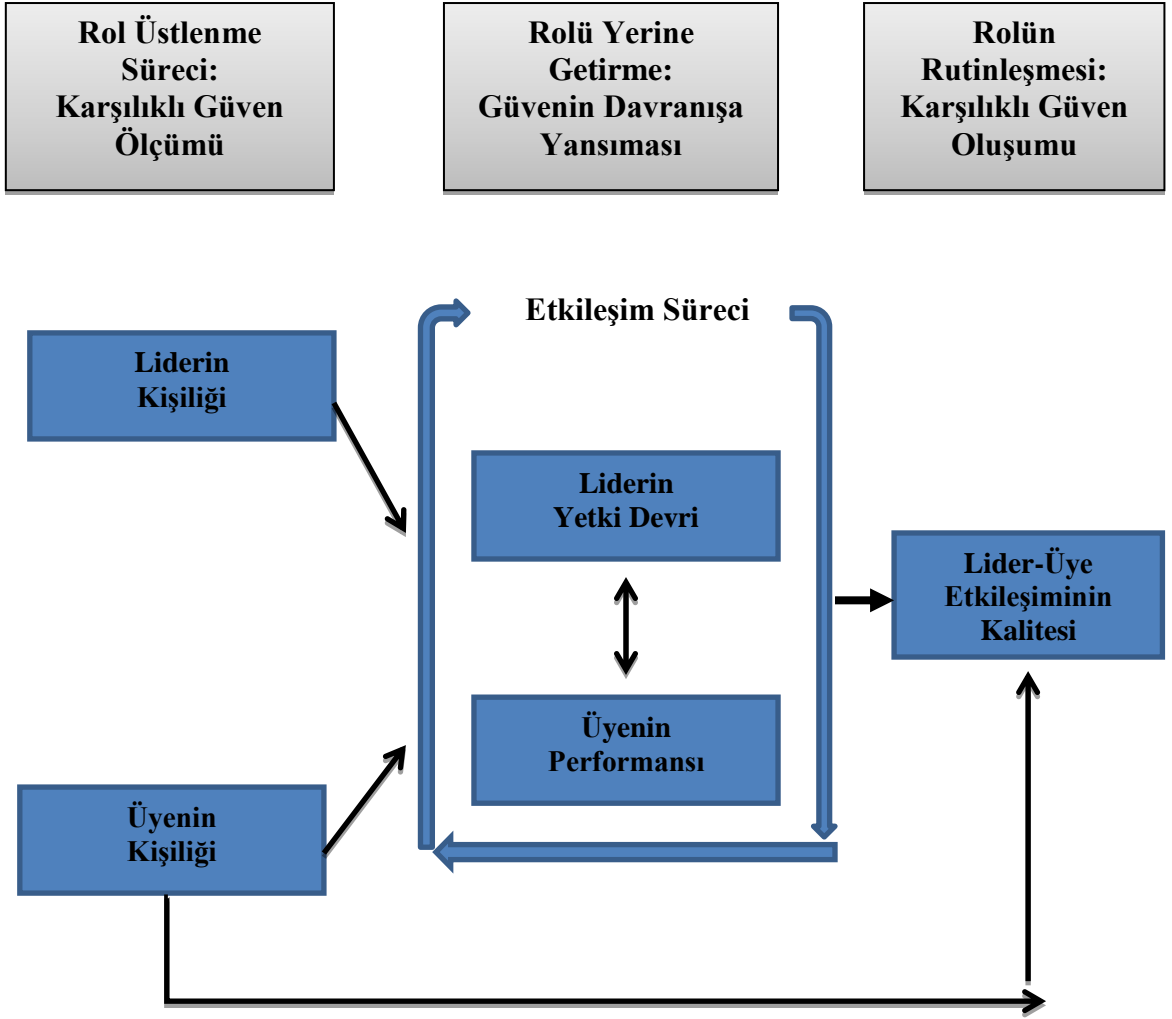 Rol Üstlenme
Süreci:
Karşılıklı Güven
Ölçümü
Rolü Yerine
Getirme:
Güvenin Davranışa
Yansıması
Rolün
Rutinleşmesi:
Karşılıklı Güven
Oluşumu
Etkileşim Süreci
Liderin
Kişiliği
Liderin
Yetki Devri
Lider-Üye
Etkileşiminin
Kalitesi
Üyenin
Performansı
Üyenin
Kişiliği